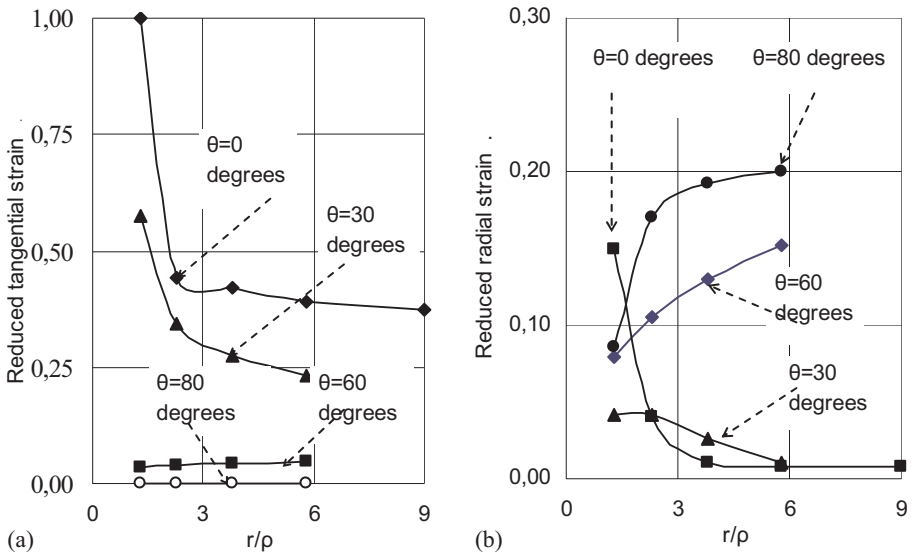 1,00
0,75
0,50
0,25
0,00
0
3
6
9
Reduced tangential strain .
r/ρ
θ=0
degrees
θ=30
degrees
θ=80
degrees
θ=60
degrees
(a)
0,30
0,20
0,10
0,00
0
3
6
9
Reduced radial strain .
r/ρ
θ=0 degrees
θ=80 degrees
θ=60
degrees
θ=30
degrees
(b)